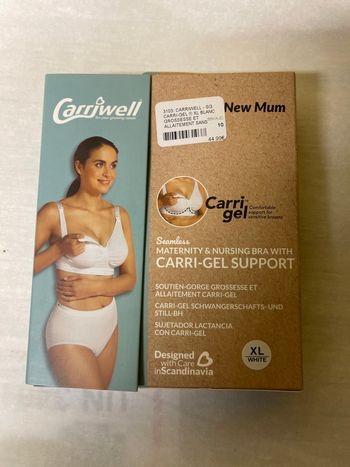 Carriwell
for your growing needs
3103. CARRIWELL - S/3
CARRI-GEL ® XL BLANC
GROSSESSE ET
ALLAITEMENT SANS
10
44.99€
New Mum
Carri
gel
Comfortable
support for
sensitive breasts
Seamless
MATERNITY & NURSING BRA WITH
CARRI-GEL SUPPORT
SOUTIEN-GORGE GROSSESSE ET
ALLAITEMENT CARRI-GEL
CARRI-GEL SCHWANGERSCHAFTS- UND
STILL-BH
SUJETADOR LACTANCIA
CON CARRI-GEL
Designed
with Care
in Scandinavia
XL
WHITE